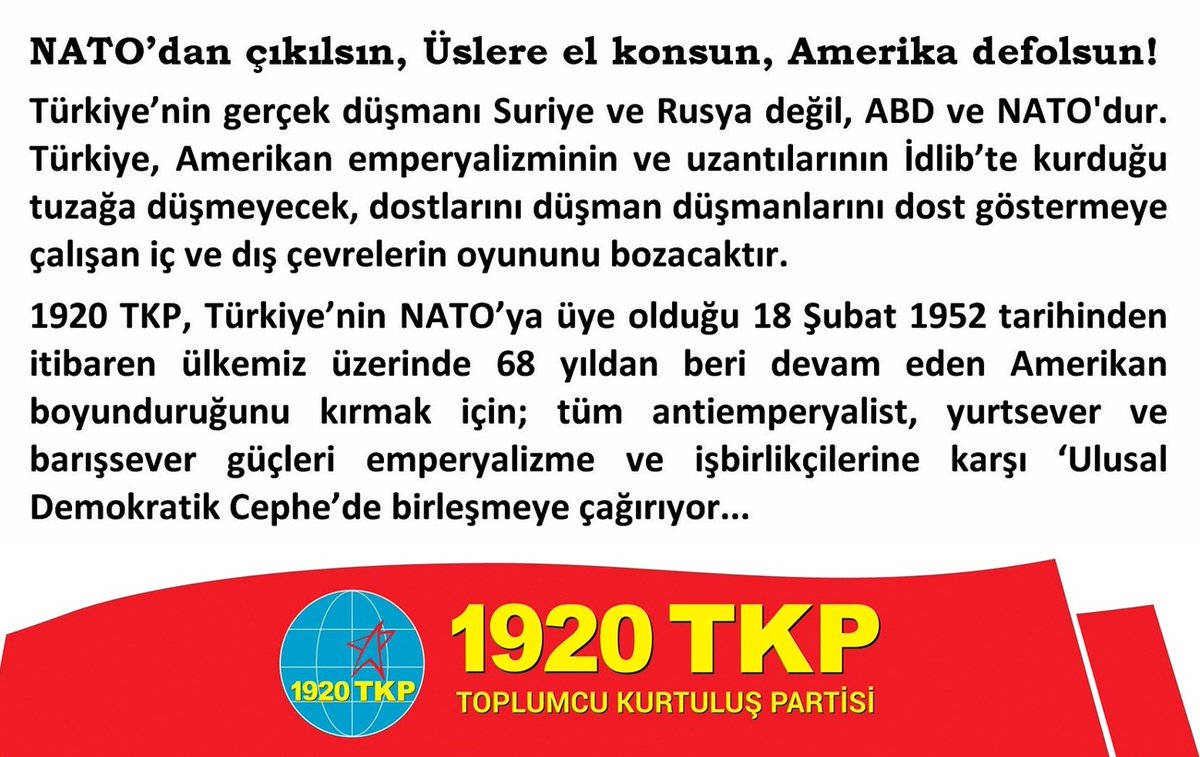 NATO’dan çıkılsın, Üslere el konsun, Amerika defolsun!
Türkiye’nin gerçek düşmanı Suriye ve Rusya değil, ABD ve NATO'dur.
Türkiye, Amerikan emperyalizminin ve uzantılarının İdlib’te kurduğu
tuzağa düşmeyecek, dostlarını düşman düşmanlarını dost göstermeye
çalışan iç ve dış çevrelerin oyununu bozacaktır.
1920 TKP, Türkiye’nin NATO’ya üye olduğu 18 Şubat 1952 tarihinden
itibaren ülkemiz üzerinde 68 yıldan beri devam eden Amerikan
boyunduruğunu kırmak için; tüm antiemperyalist, yurtsever ve
barışsever güçleri emperyalizme ve işbirlikçilerine karşı ‘Ulusal
Demokratik Cephe’de birleşmeye çağırıyor...
1920 TKP
1920 TKP
TOPLUMCU KURTULUŞ PARTİSİ